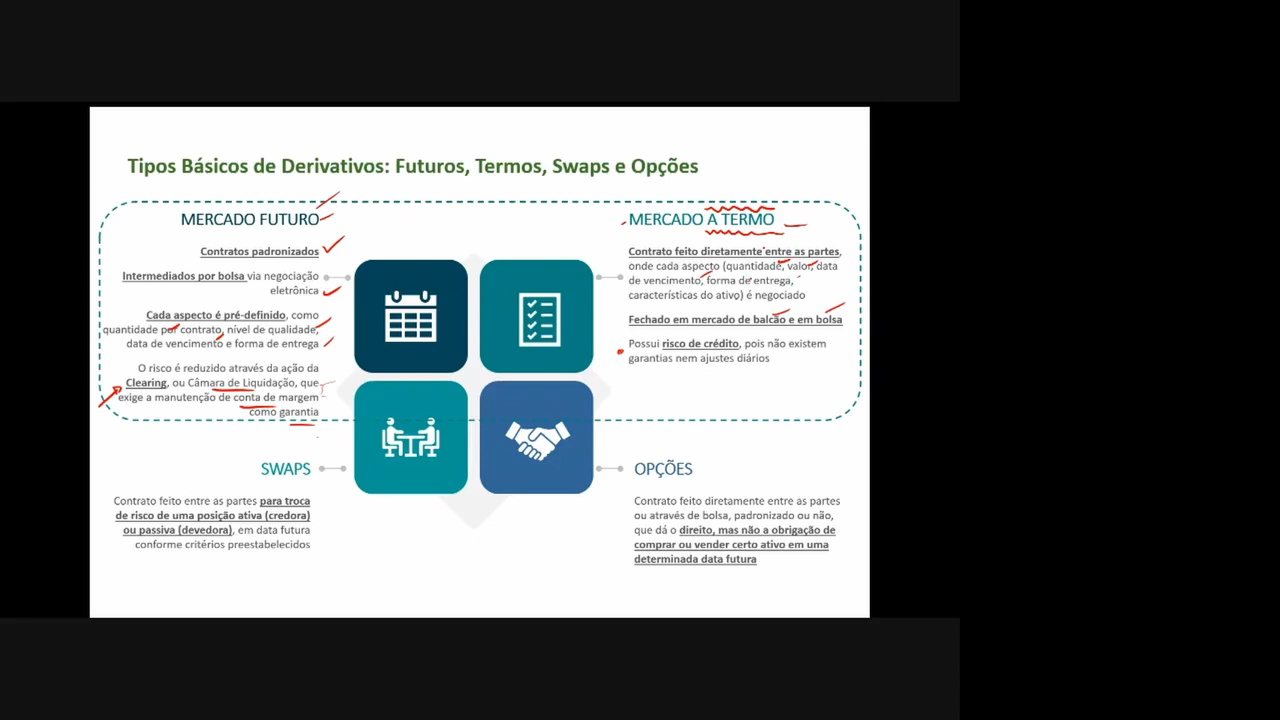 Tipos Básicos de Derivativos: Futuros, Termos, Swaps e Opções
MERCADO FUTURO
Contratos padronizados
Intermediados por bolsa via negociação
eletrônica
Cada aspecto é pré-definido, como
quantidade por contrato, nível de qualidade,
data de vencimento e forma de entrega
O risco é reduzido através da ação da
Clearing, ou Câmara de Liquidação, que
exige a manutenção de conta de margem
como garantia
MERCADO A TERMO
Contrato feito diretamente entre as partes,
onde cada aspecto (quantidade, valor, data
de vencimento, forma de entrega,
características do ativo) é negociado
Fechado em mercado de balcão e em bolsa
Possui risco de crédito, pois não existem
garantias nem ajustes diários
SWAPS
Contrato feito entre as partes para troca
de risco de uma posição ativa (credora)
ou passiva (devedora), em data futura
conforme critérios preestabelecidos
OPÇÕES
Contrato feito diretamente entre as partes
ou através de bolsa, padronizado ou não,
que dá o direito, mas não a obrigação de
comprar ou vender certo ativo em uma
determinada data futura